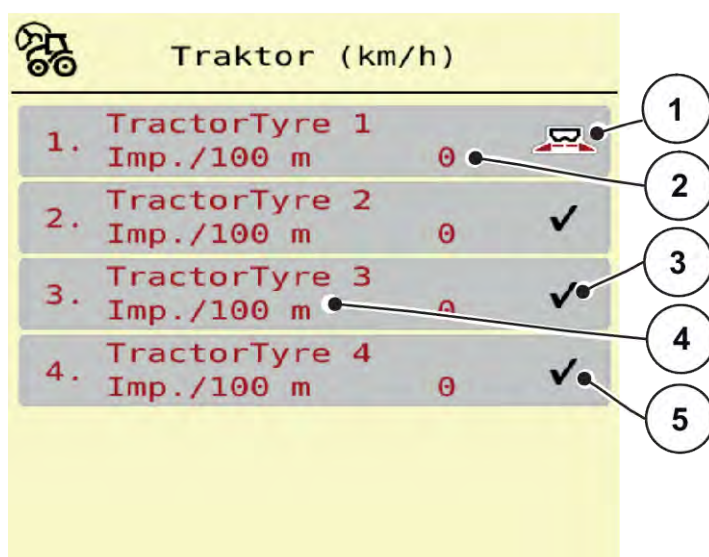 Traktor (km/h)
1. TractorTyre 1
Imp./100 m 0
2. TractorTyre 2
Imp./100 m 0
3. TractorTyre 3
Imp./100 m 0
4. TractorTyre 4
Imp./100 m 0
1
2
3
4
5